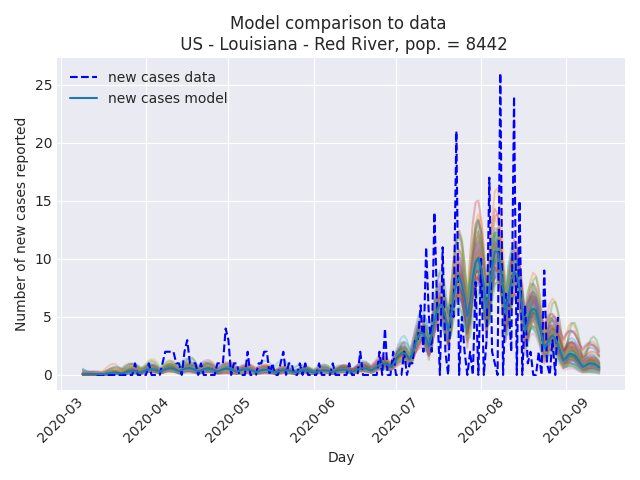 Model comparison to data
US - Louisiana - Red River, pop. = 8442
new cases data
new cases model
Number of new cases reported
25
20
15
10
5
0
2020-03
2020-04
2020-05
2020-06
2020-07
2020-08
2020-09
Day